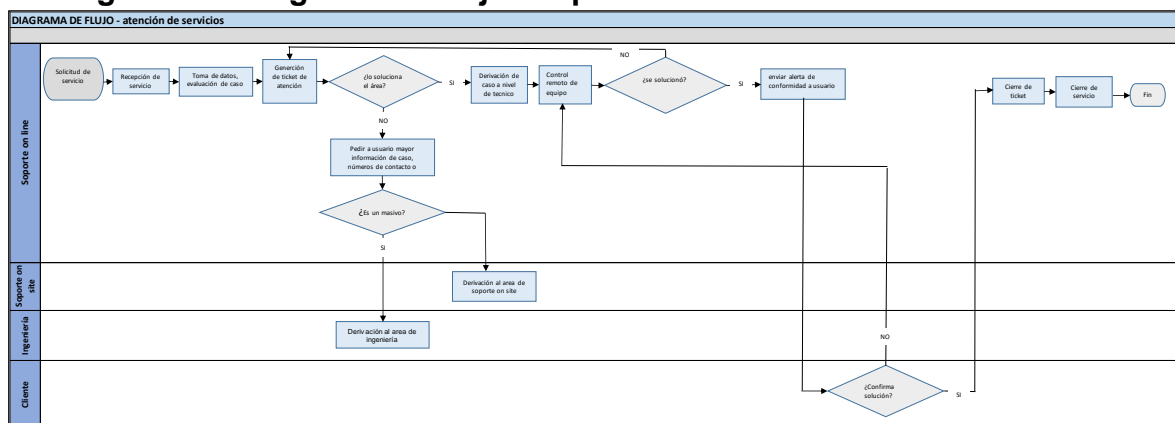 DIAGRAMA DE FLUJO - atención de servicios
Soporte on line
Solicitud de
servicio
Recepción de
servicio
Toma de datos,
evaluación de caso
Generción
de ticket de
atención
¿lo soluciona
el área?
SI
Derivación de
caso a nivel
de tecnico
Control
remoto de
equipo
¿se solucionó?
NO
SI
enviar alerta de
conformidad a usuario
Cierre de
ticket
Cierre de
servicio
Fin
NO
Pedir a usuario mayor
información de caso,
números de contacto o
¿Es un masivo?
SI
Soporte on
site
Derivación al area de
soporte on site
Ingeniería
Derivación al area de
ingeniería
NO
Cliente
¿Confirma
solución?
SI